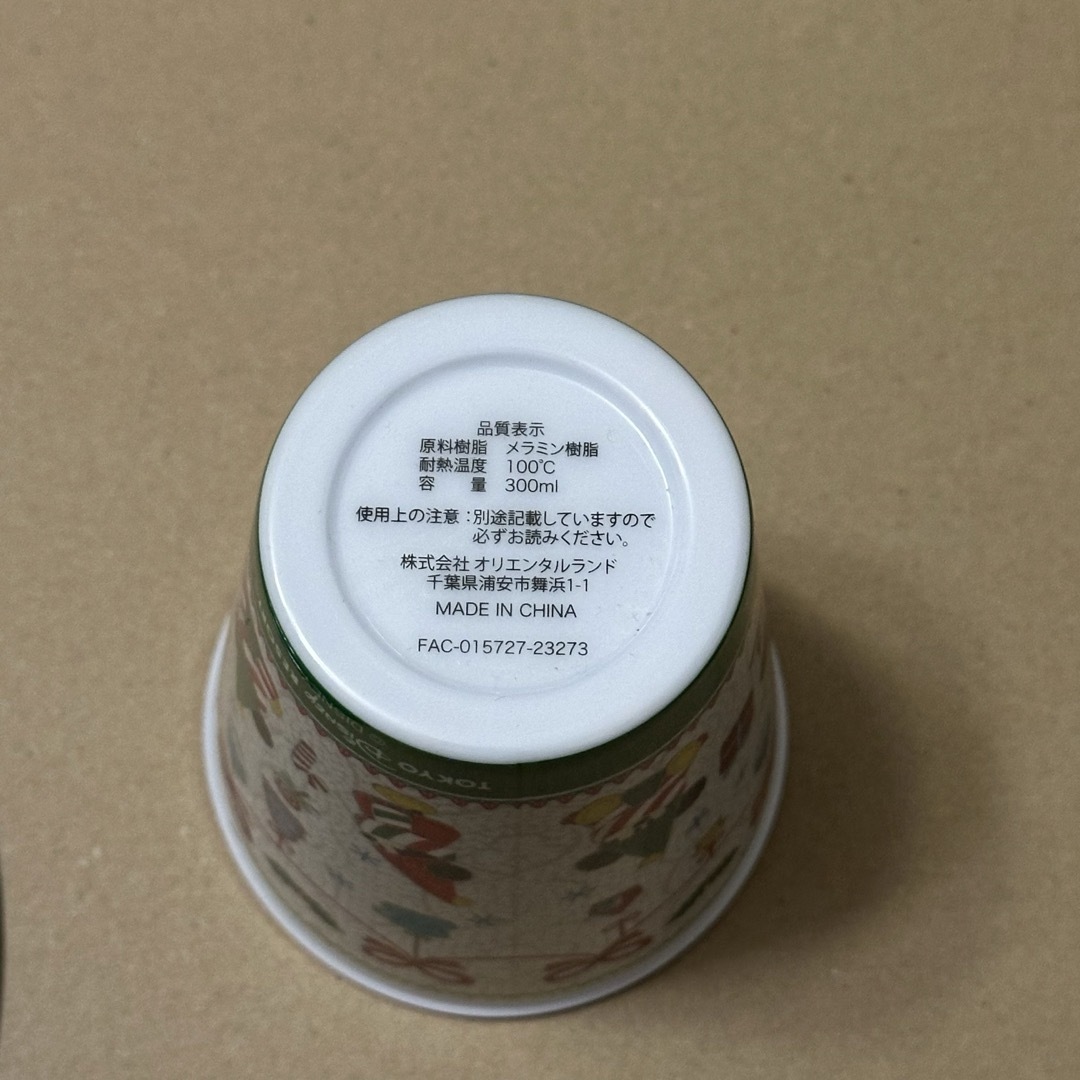 品質表示
原料樹脂 メラミン樹脂
耐熱温度 100℃
容 量 300ml
使用上の注意:別途記載していますので
必ずお読みください。
株式会社 オリエンタルランド
千葉県浦安市舞浜1-1
MADE IN CHINA
FAC-015727-23273
TOKYO Disney